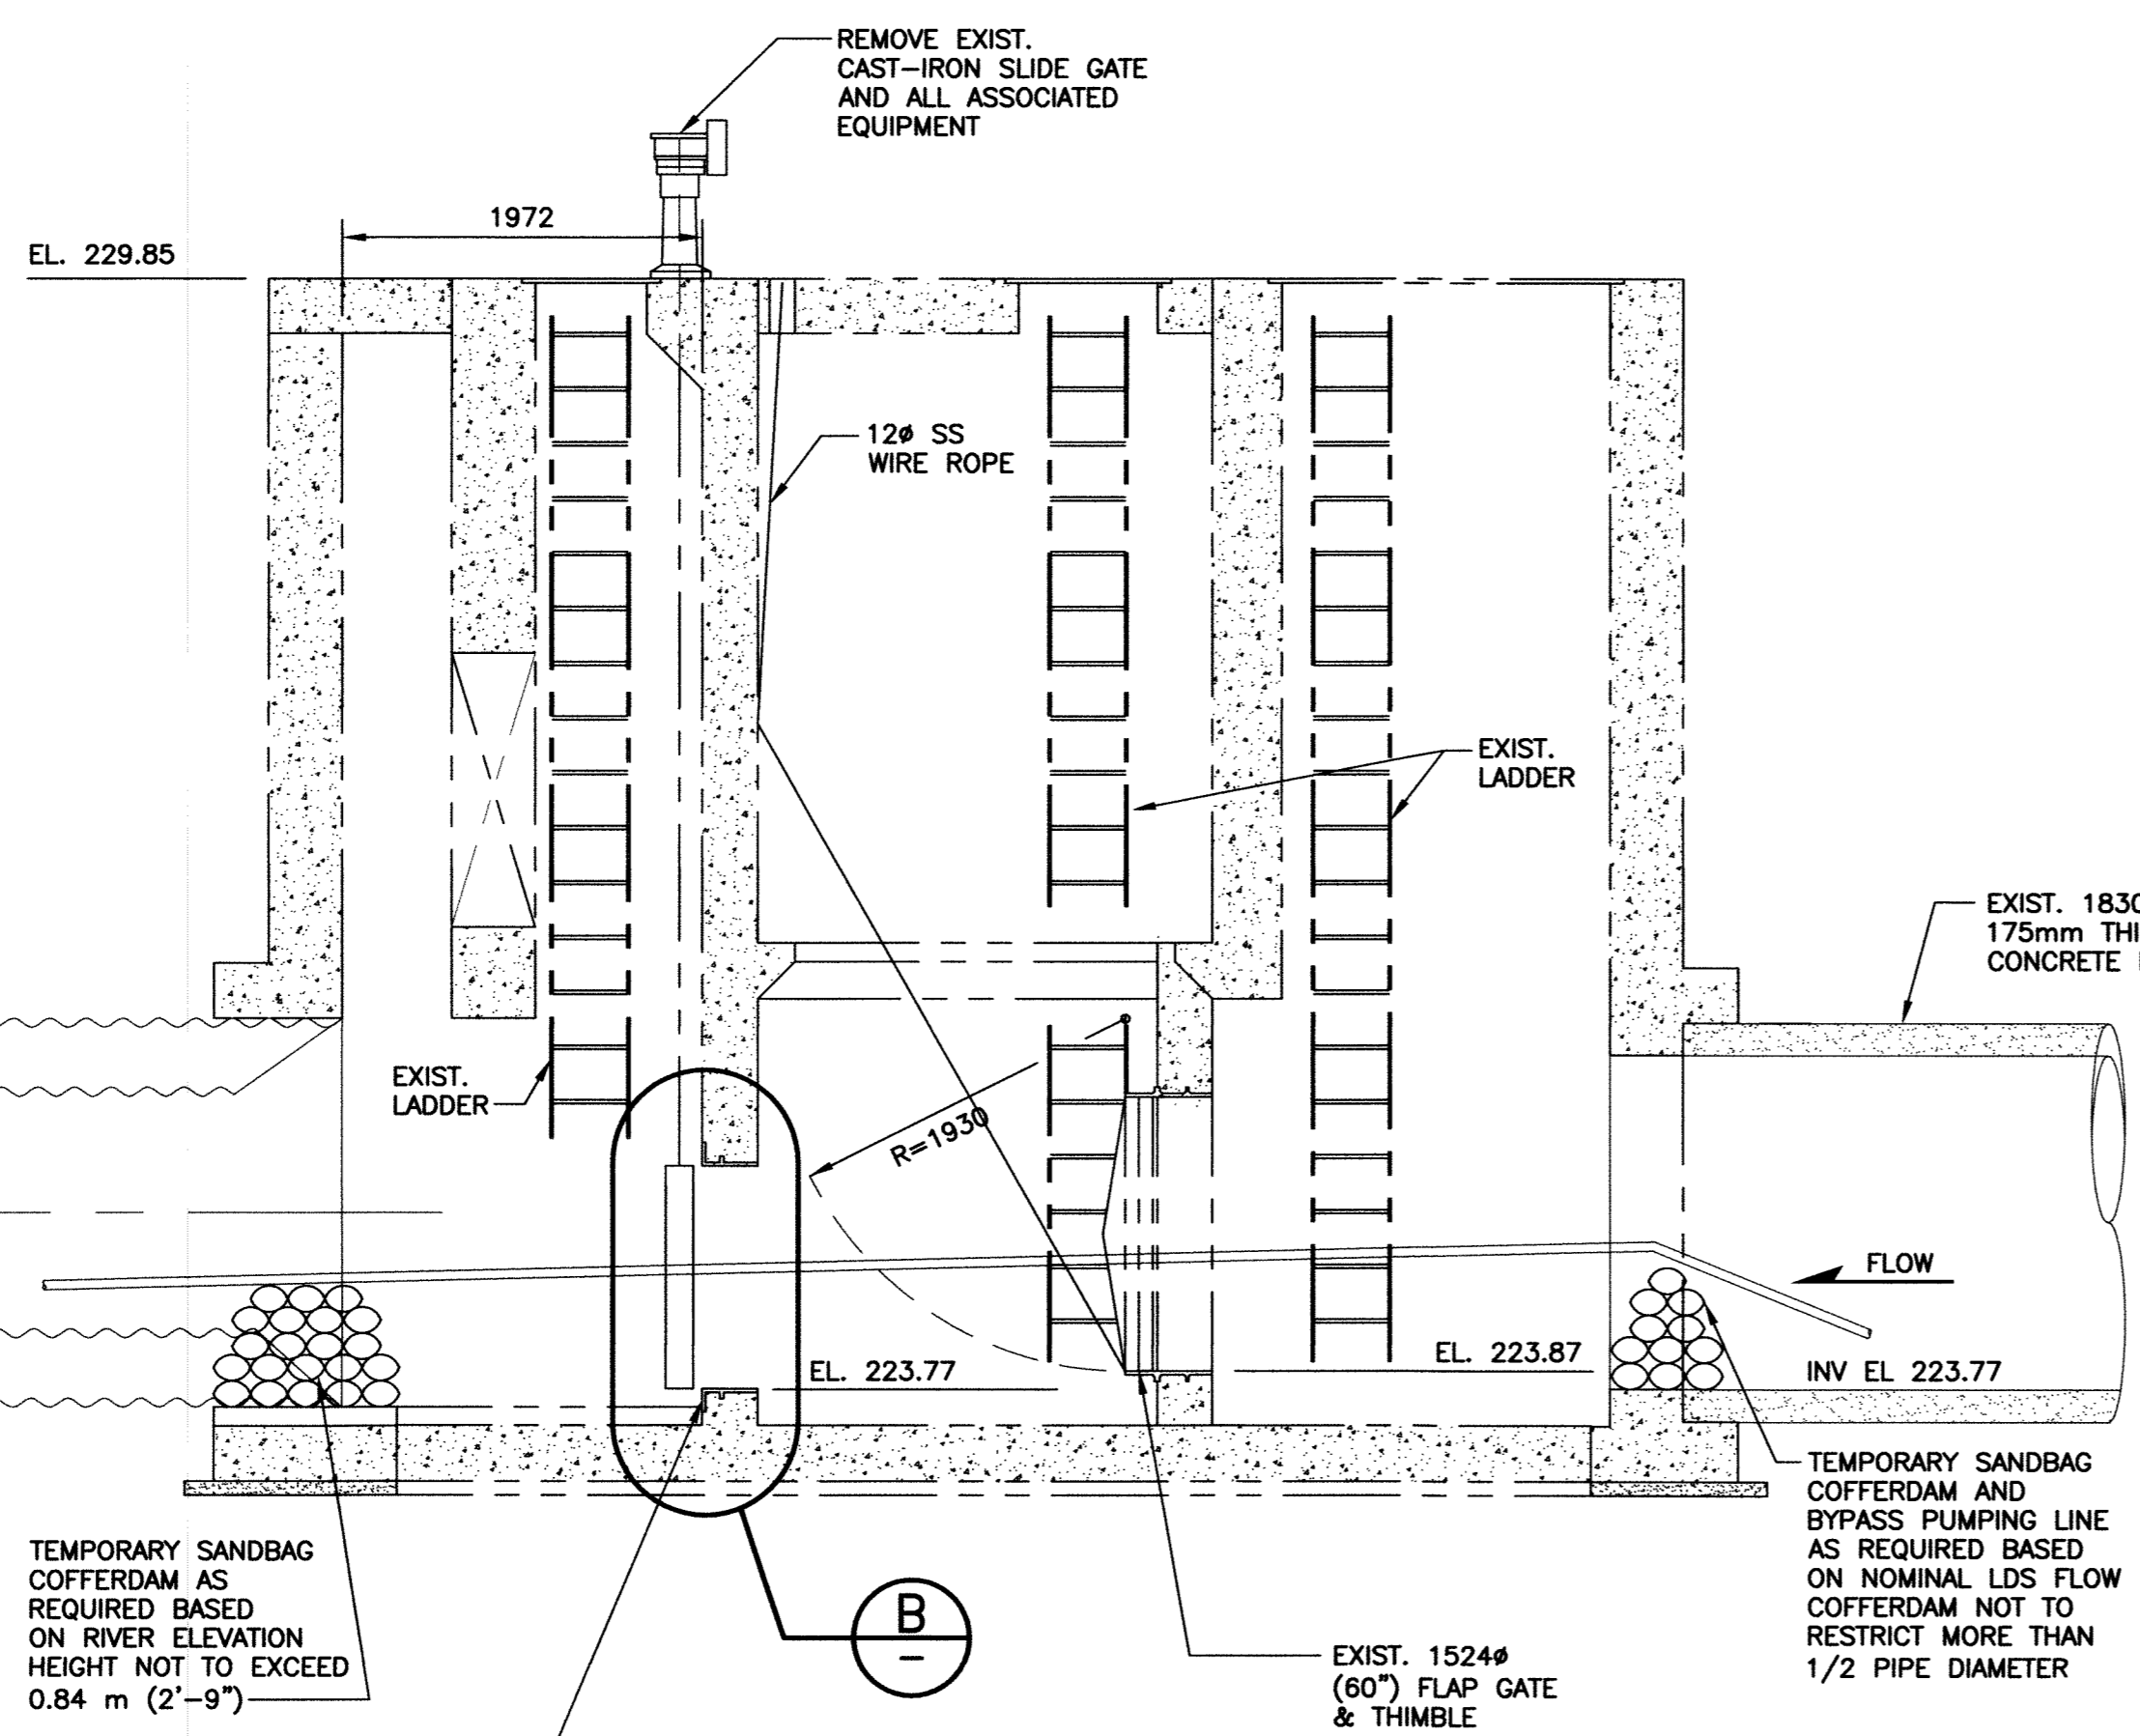 REMOVE EXIST.
CAST-IRON SLIDE GATE
AND ALL ASSOCIATED
EQUIPMENT
1972
EL. 229.85
12ø SS
WIRE ROPE
EXIST.
LADDER
EXIST. 1830
175mm THI
CONCRETE
EXIST.
LADDER
R=1930
FLOW
EL. 223.77
EL. 223.87
INV EL 223.77
TEMPORARY SANDBAG
COFFERDAM AND
BYPASS PUMPING LINE
AS REQUIRED BASED
ON NOMINAL LDS FLOW
COFFERDAM NOT TO
RESTRICT MORE THAN
1/2 PIPE DIAMETER
TEMPORARY SANDBAG
COFFERDAM AS
REQUIRED BASED
ON RIVER ELEVATION
HEIGHT NOT TO EXCEED
0.84 m (2'-9")
B
-
EXIST. 1524ø
(60") FLAP GATE
& THIMBLE